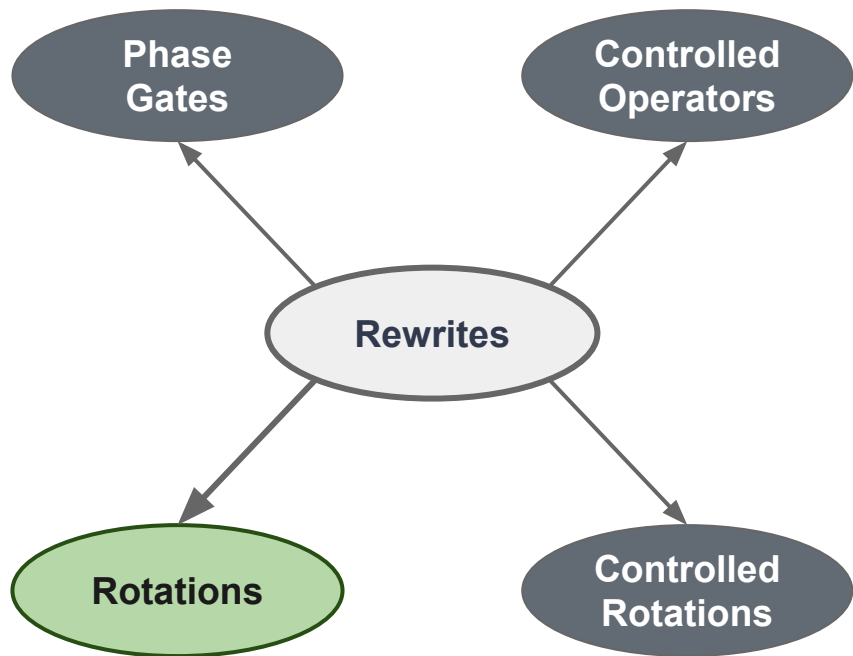 Phase
Gates
Controlled
Operators
Rewrites
Rotations
Controlled
Rotations